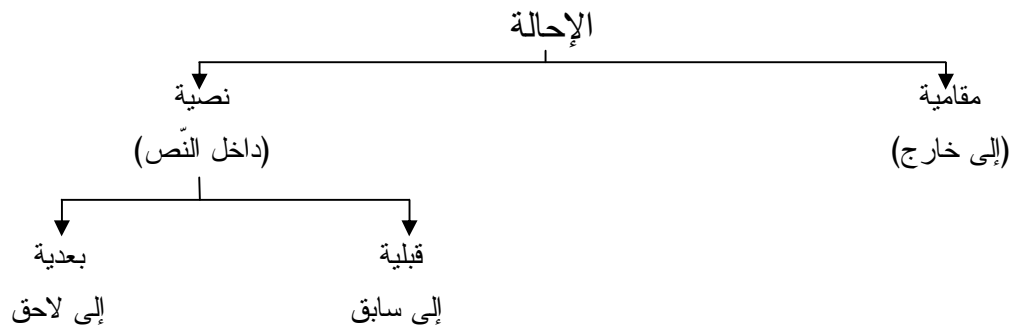 الإحالة
مقامية
نصية
(إلى خارج)
(داخل النّص)
قبلية
بعدية
إلى سابق
إلى لاحق